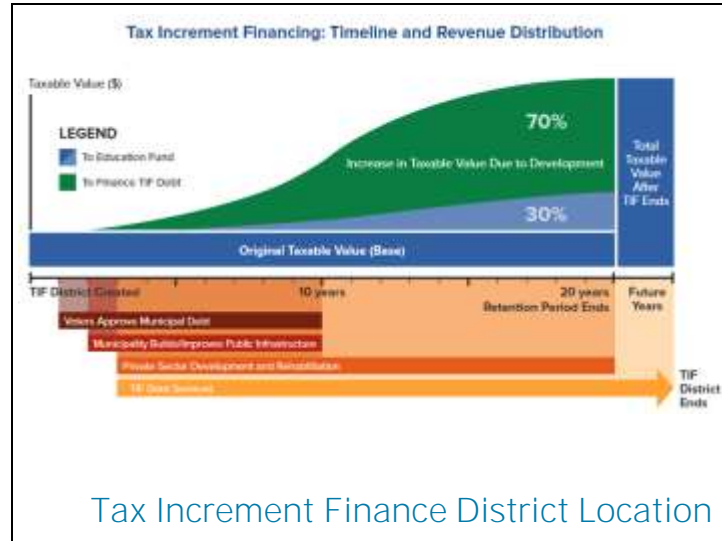 Tax Increment Financing: Timeline and Revenue Distribution
Taxable Value ($)
LEGEND
To Education Fund
To Finance TIF Debt
70%
Increase in Taxable Value Due to Development
30%
Total
Taxable
Value
After
TIF Ends
Original Taxable Value (Base)
TIF District Created
10 years
20 years
Retention Period Ends
Future
Years
Voters Approve Municipal Debt
Municipality Builds/Improves Public Infrastructure
Private Sector Development and Rehabilitation
TIF Debt Serviced
TIF
District
Ends
Tax Increment Finance District Location